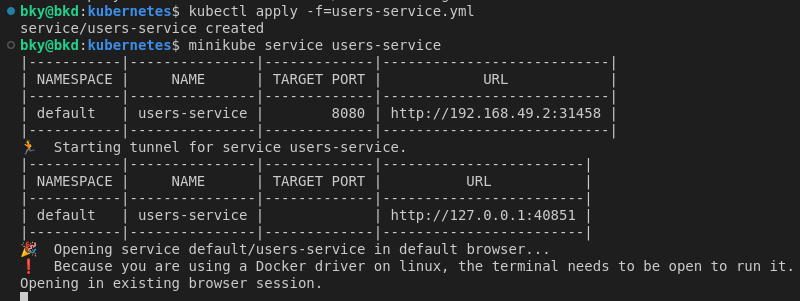 bky@bkd:kubernetes$ kubectl apply -f=users-service.yml
service/users-service created
bky@bkd:kubernetes$ minikube service users-service
|-----------|---------------|-------------|---------------------------|
| NAMESPACE |     NAME      | TARGET PORT |            URL            |
|-----------|---------------|-------------|---------------------------|
| default   | users-service |        8080 | http://192.168.49.2:31458 |
|-----------|---------------|-------------|---------------------------|
🏃  Starting tunnel for service users-service.
|-----------|---------------|-------------|------------------------|
| NAMESPACE |     NAME      | TARGET PORT |          URL           |
|-----------|---------------|-------------|------------------------|
| default   | users-service |             | http://127.0.0.1:40851 |
|-----------|---------------|-------------|------------------------|
🎉  Opening service default/users-service in default browser...
❗  Because you are using a Docker driver on linux, the terminal needs to be open to run it.
Opening in existing browser session.